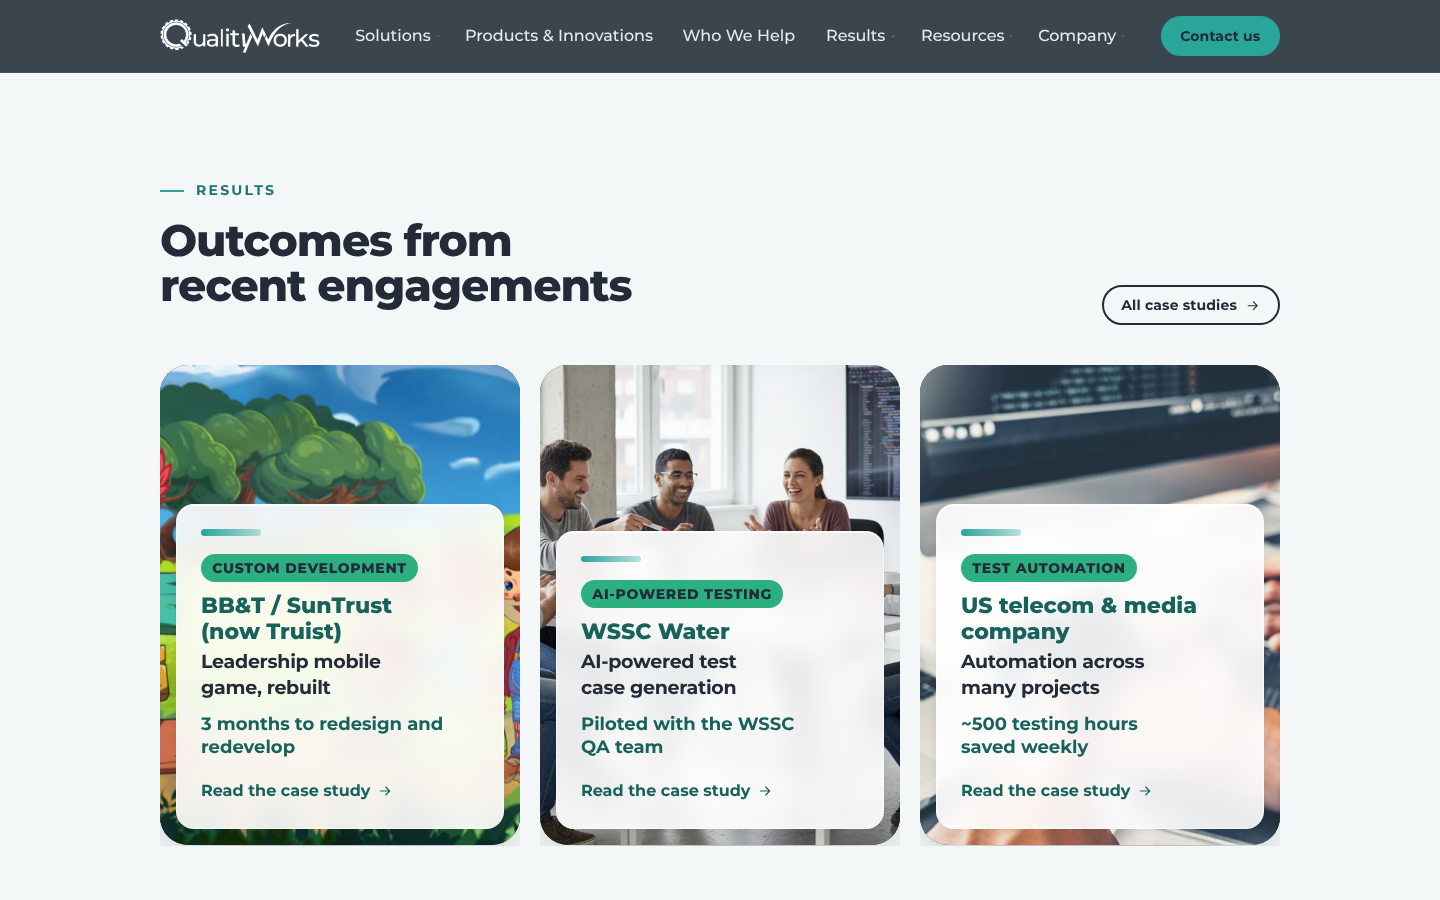 QualityWorks
Solutions
Products & Innovations
Who We Help
Results
Resources
Company
Contact us
RESULTS
Outcomes from
recent engagements
All case studies →
CUSTOM DEVELOPMENT
BB&T / SunTrust
(now Truist)
Leadership mobile
game, rebuilt
3 months to redesign and
redevelop
Read the case study →
AI-POWERED TESTING
WSSC Water
AI-powered test
case generation
Piloted with the WSSC
QA team
Read the case study →
TEST AUTOMATION
US telecom & media
company
Automation across
many projects
~500 testing hours
saved weekly
Read the case study →